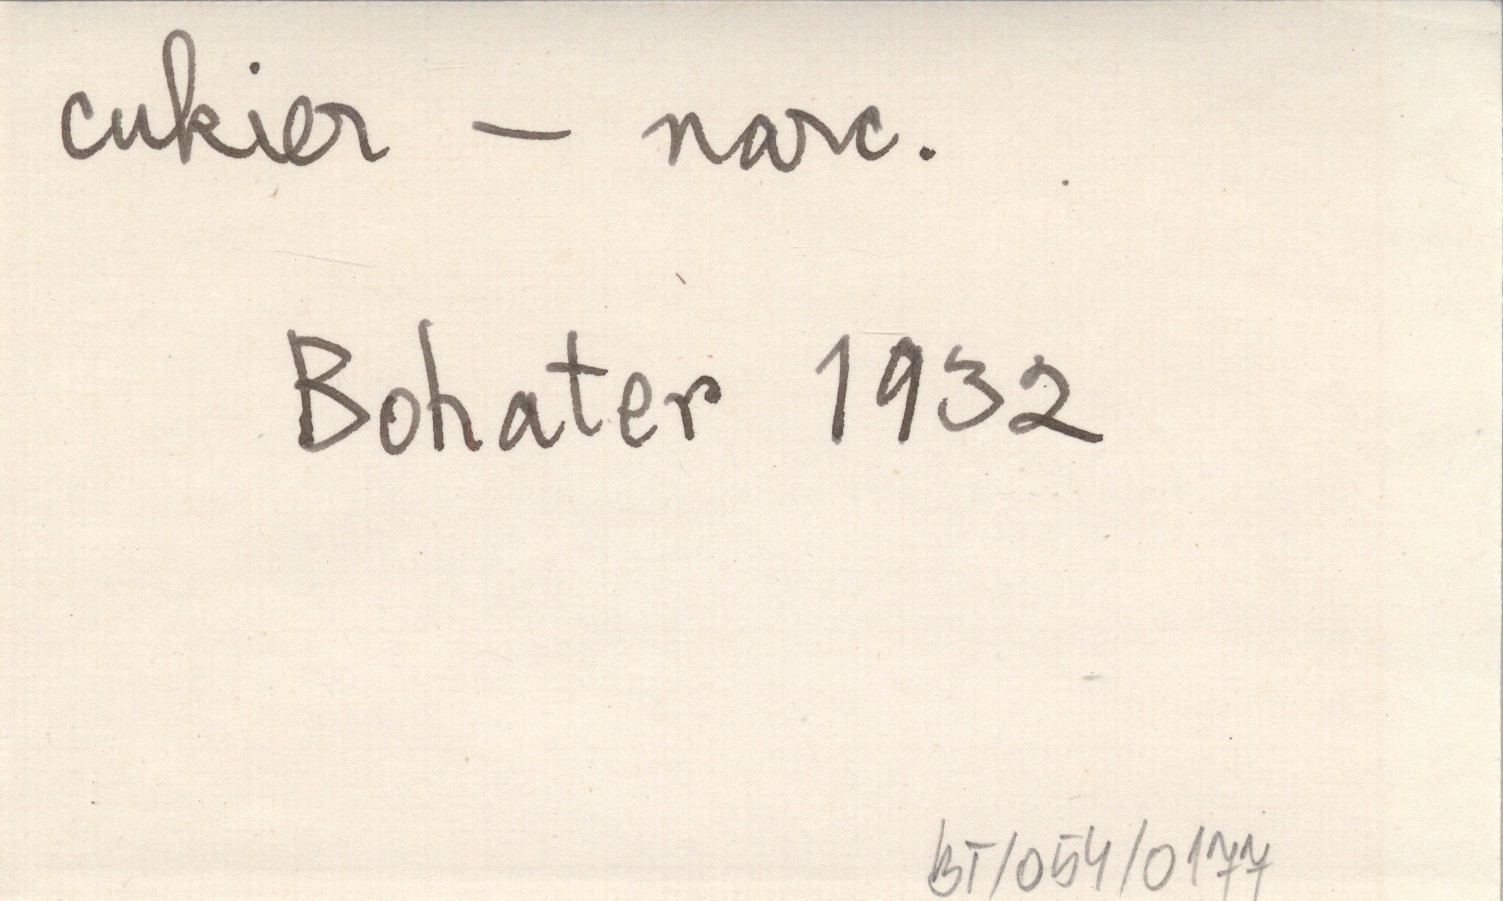 cukier – narc.
Bohater 1932
BT/054/0177